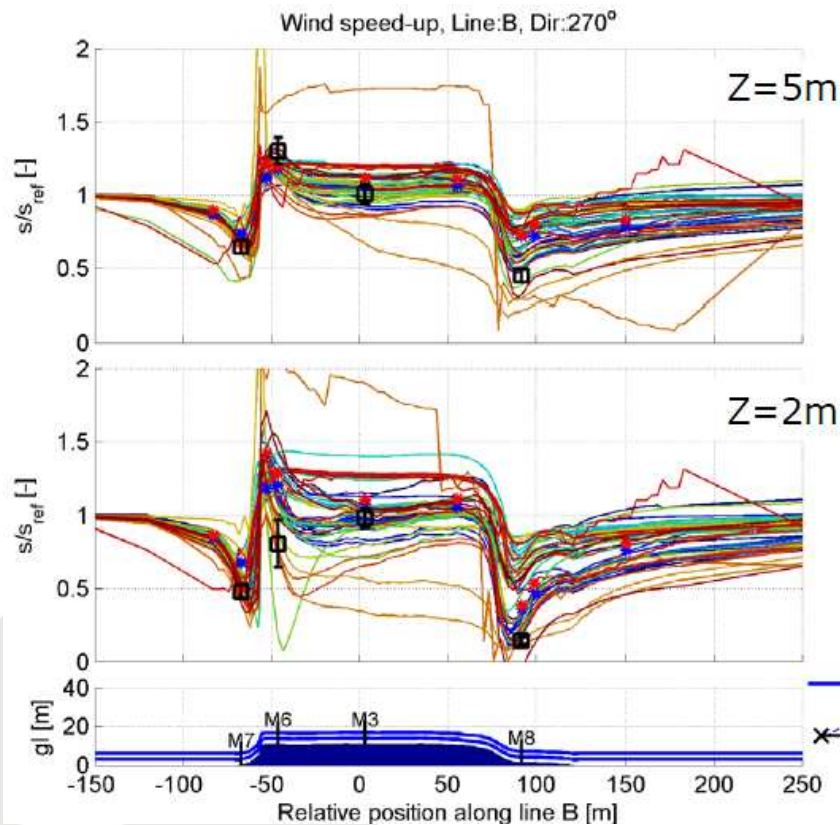 Wind speed-up, Line:B, Dir:270°
2
1.5
1
0.5
0
s/s_ref [-]
Z=5m
2
1.5
1
0.5
0
s/s_ref [-]
Z=2m
40
20
0
gl [m]
M7
M6
M3
M8
-150 -100 -50 0 50 100 150 200 250
Relative position along line B [m]